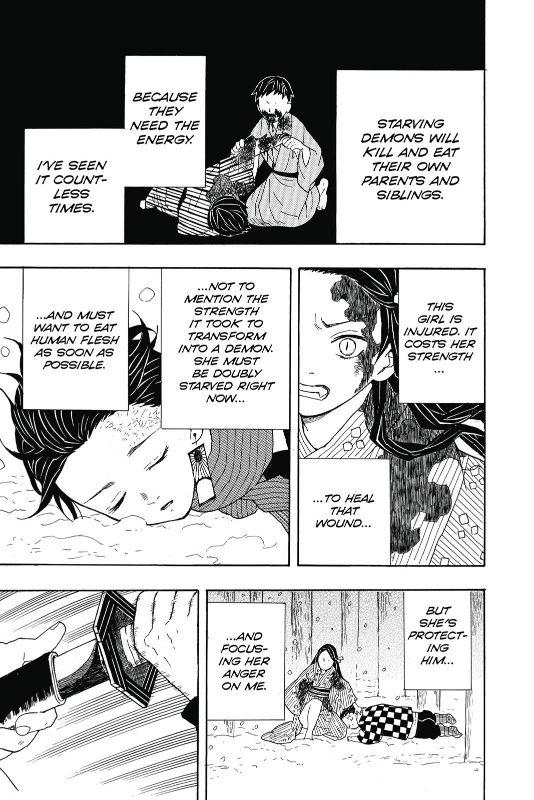 STARVING
DEMONS WILL
KILL AND EAT
THEIR OWN
PARENTS AND
SIBLINGS.
BECAUSE
THEY
NEED THE
ENERGY.
I'VE SEEN
IT COUNT-
LESS
TIMES.
THIS
GIRL IS
INJURED. IT
COSTS HER
STRENGTH
...
...TO HEAL
THAT
WOUND...
...NOT TO
MENTION THE
STRENGTH
IT TOOK TO
TRANSFORM
INTO A DEMON.
SHE MUST
BE DOUBLY
STARVED RIGHT
NOW...
...AND MUST
WANT TO EAT
HUMAN FLESH
AS SOON AS
POSSIBLE.
BUT
SHE'S
PROTECT-
ING
HIM...
...AND
FOCUS-
ING HER
ANGER
ON ME.